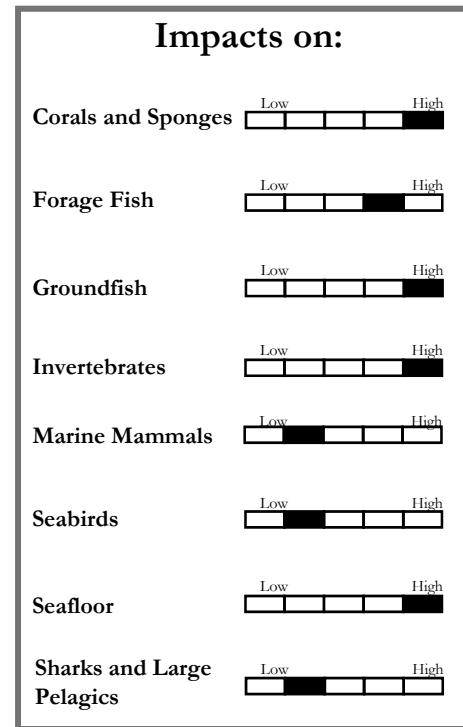 Impacts on:
Low High
Corals and Sponges
Low High
Forage Fish
Low High
Groundfish
Low High
Invertebrates
Low High
Marine Mammals
Low High
Seabirds
Low High
Seafloor
Low High
Sharks and Large
Pelagics